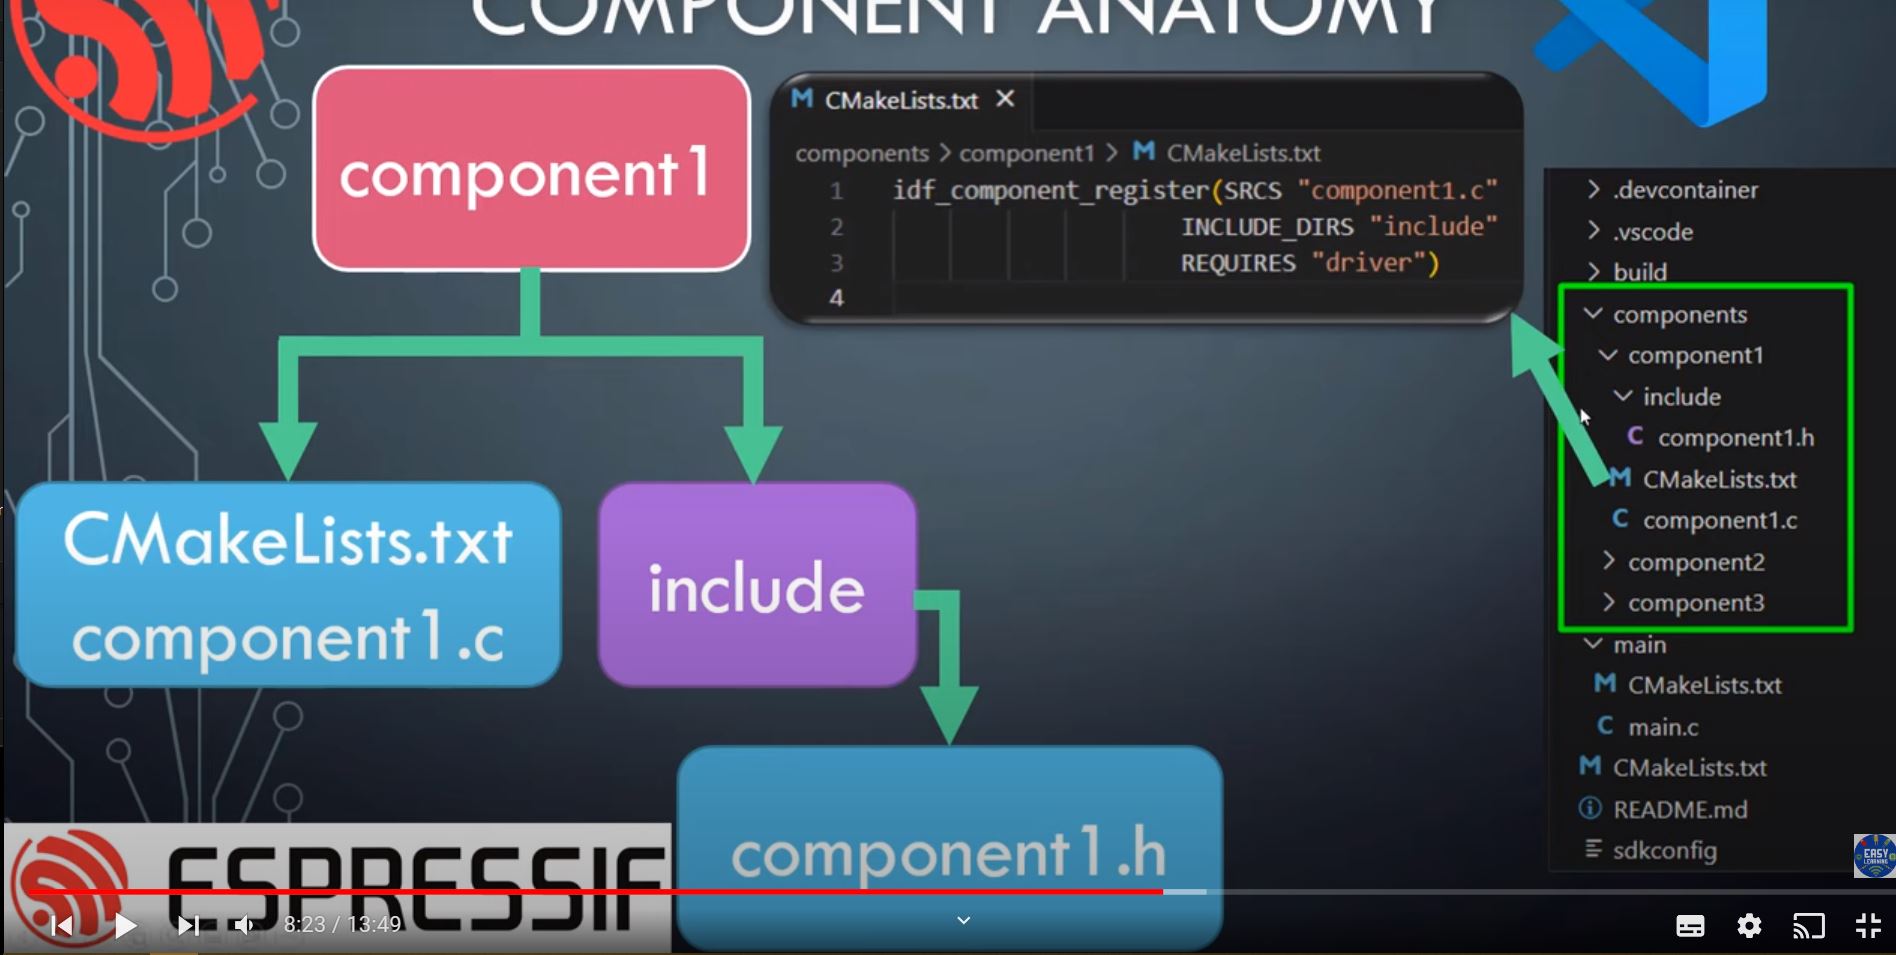 COMPONENT ANATOMY
component1
CMakeLists.txt
component1.c
include
component1.h
CMakeLists.txt ×
components > component1 > CMakeLists.txt
1 idf_component_register(SRCS "component1.c"
2 INCLUDE_DIRS "include"
3 REQUIRES "driver")
4
.devcontainer
.vscode
build
components
component1
include
C component1.h
M CMakeLists.txt
C component1.c
component2
component3
main
M CMakeLists.txt
C main.c
M CMakeLists.txt
README.md
sdkconfig
ESPRESSIF
EASY
LEARNING
8:23 / 13:49